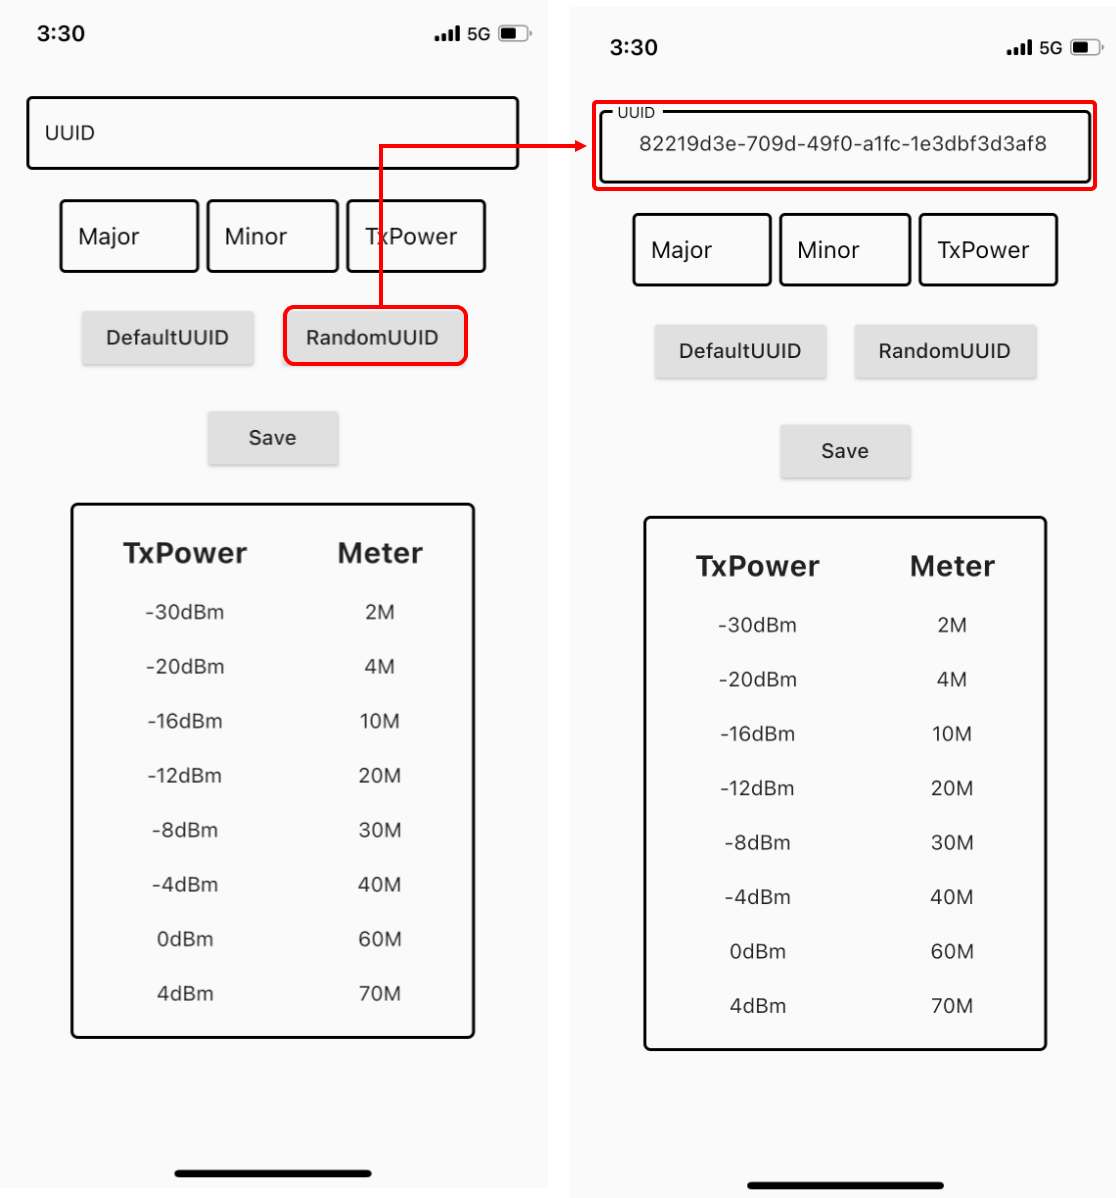 3:30 5G
UUID
Major Minor TxPower
DefaultUUID RandomUUID
Save
TxPower Meter
-30dBm 2M
-20dBm 4M
-16dBm 10M
-12dBm 20M
-8dBm 30M
-4dBm 40M
0dBm 60M
4dBm 70M
3:30 5G
UUID
82219d3e-709d-49f0-a1fc-1e3dbf3d3af8
Major Minor TxPower
DefaultUUID RandomUUID
Save
TxPower Meter
-30dBm 2M
-20dBm 4M
-16dBm 10M
-12dBm 20M
-8dBm 30M
-4dBm 40M
0dBm 60M
4dBm 70M